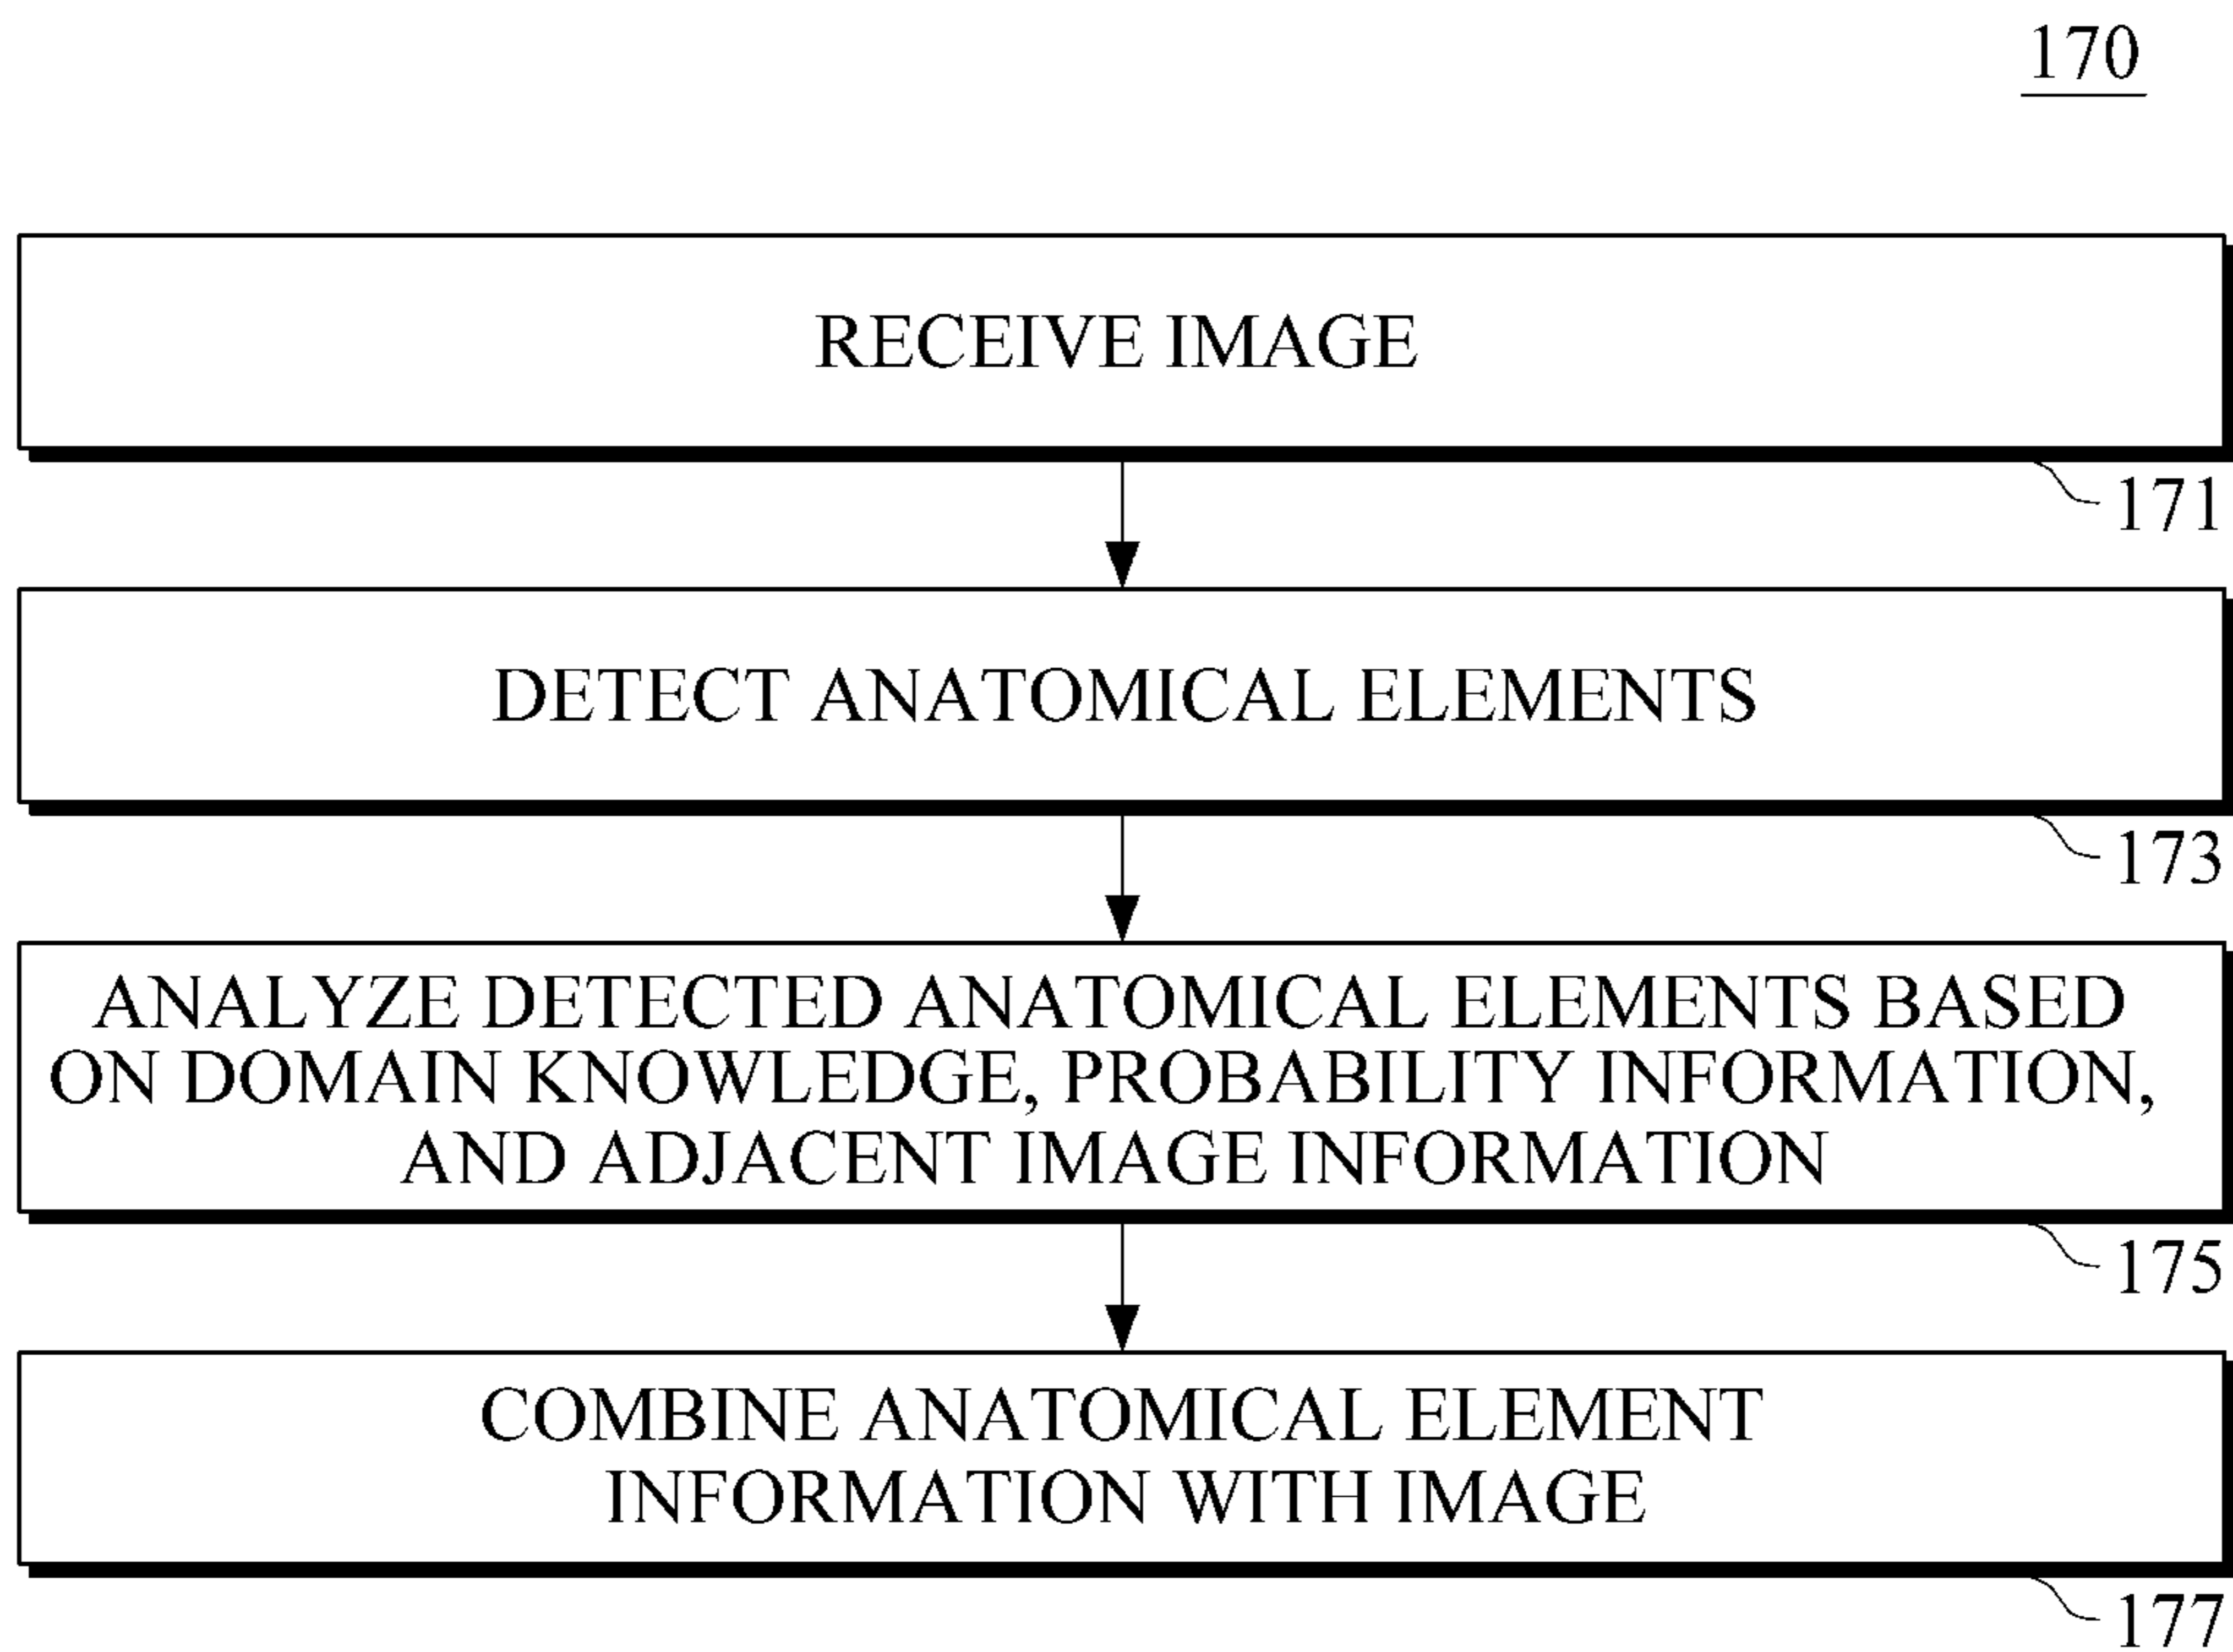 170
RECEIVE IMAGE
171
DETECT ANATOMICAL ELEMENTS
173
ANALYZE DETECTED ANATOMICAL ELEMENTS BASED
ON DOMAIN KNOWLEDGE, PROBABILITY INFORMATION,
AND ADJACENT IMAGE INFORMATION
175
COMBINE ANATOMICAL ELEMENT
INFORMATION WITH IMAGE
177